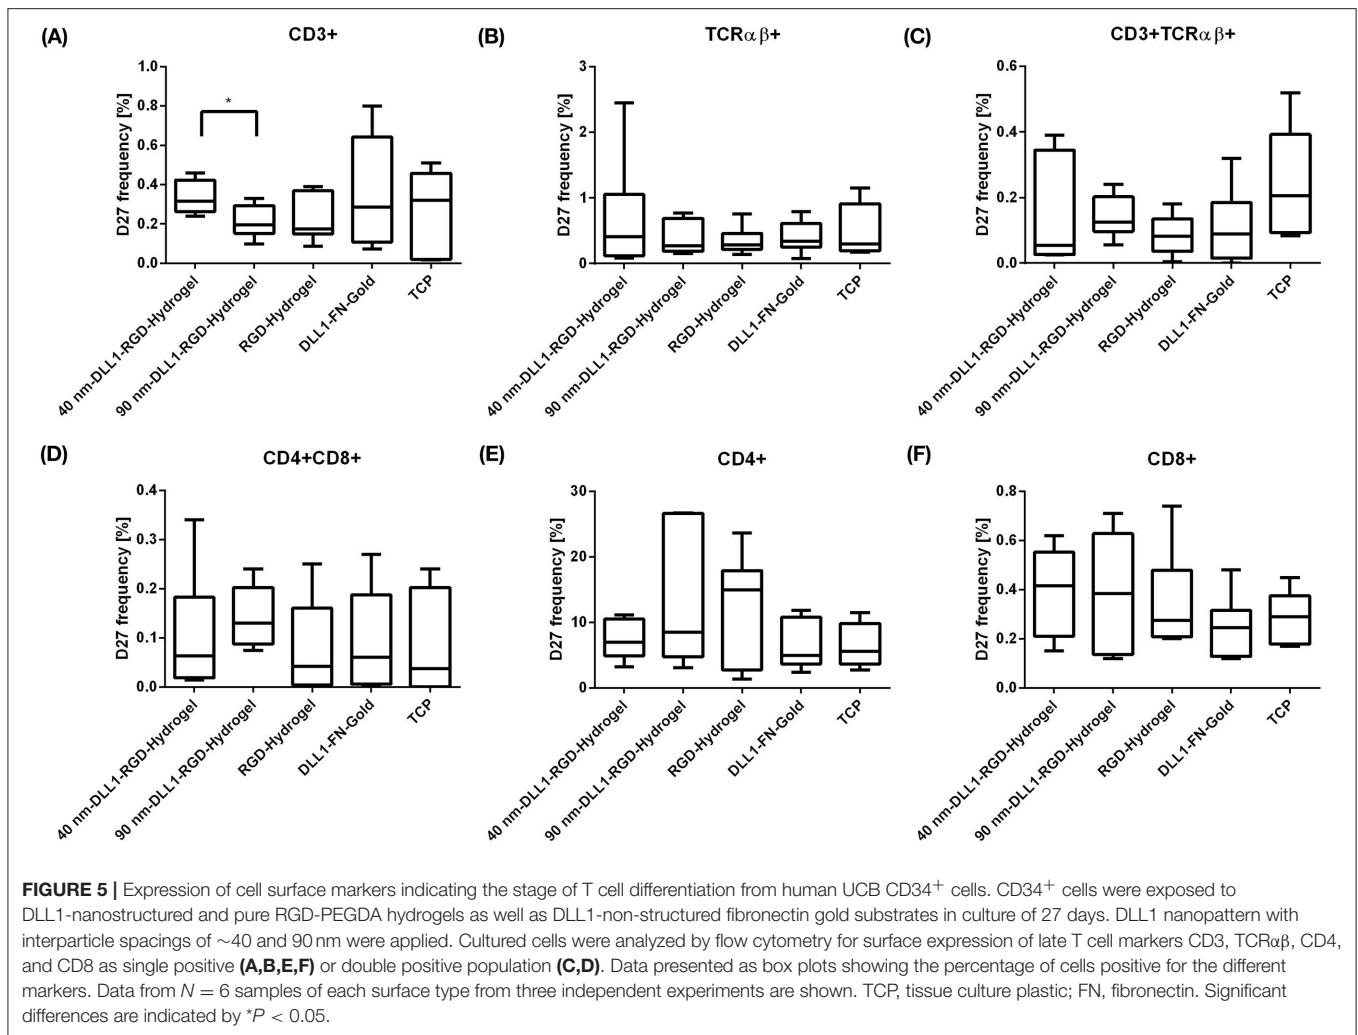 (A)
CD3+
D27 frequency [%]
1.0
0.8
0.6
0.4
0.2
0.0
*
40 nm-DLL1-RGD-Hydrogel
90 nm-DLL1-RGD-Hydrogel
RGD-Hydrogel
DLL1-FN-Gold
TCP
(B)
TCRα β+
D27 frequency [%]
3
2
1
0
40 nm-DLL1-RGD-Hydrogel
90 nm-DLL1-RGD-Hydrogel
RGD-Hydrogel
DLL1-FN-Gold
TCP
(C)
CD3+TCRα β+
D27 frequency [%]
0.6
0.4
0.2
0.0
40 nm-DLL1-RGD-Hydrogel
90 nm-DLL1-RGD-Hydrogel
RGD-Hydrogel
DLL1-FN-Gold
TCP
(D)
CD4+CD8+
D27 frequency [%]
0.4
0.3
0.2
0.1
0.0
40 nm-DLL1-RGD-Hydrogel
90 nm-DLL1-RGD-Hydrogel
RGD-Hydrogel
DLL1-FN-Gold
TCP
(E)
CD4+
D27 frequency [%]
30
20
10
0
40 nm-DLL1-RGD-Hydrogel
90 nm-DLL1-RGD-Hydrogel
RGD-Hydrogel
DLL1-FN-Gold
TCP
(F)
CD8+
D27 frequency [%]
0.8
0.6
0.4
0.2
0.0
40 nm-DLL1-RGD-Hydrogel
90 nm-DLL1-RGD-Hydrogel
RGD-Hydrogel
DLL1-FN-Gold
TCP
FIGURE 5 | Expression of cell surface markers indicating the stage of T cell differentiation from human UCB CD34+ cells. CD34+ cells were exposed to
DLL1-nanostructured and pure RGD-PEGDA hydrogels as well as DLL1-non-structured fibronectin gold substrates in culture of 27 days. DLL1 nanopattern with
interparticle spacings of ~40 and 90 nm were applied. Cultured cells were analyzed by flow cytometry for surface expression of late T cell markers CD3, TCRαβ, CD4,
and CD8 as single positive (A,B,E,F) or double positive population (C,D). Data presented as box plots showing the percentage of cells positive for the different
markers. Data from N = 6 samples of each surface type from three independent experiments are shown. TCP, tissue culture plastic; FN, fibronectin. Significant
differences are indicated by *P < 0.05.